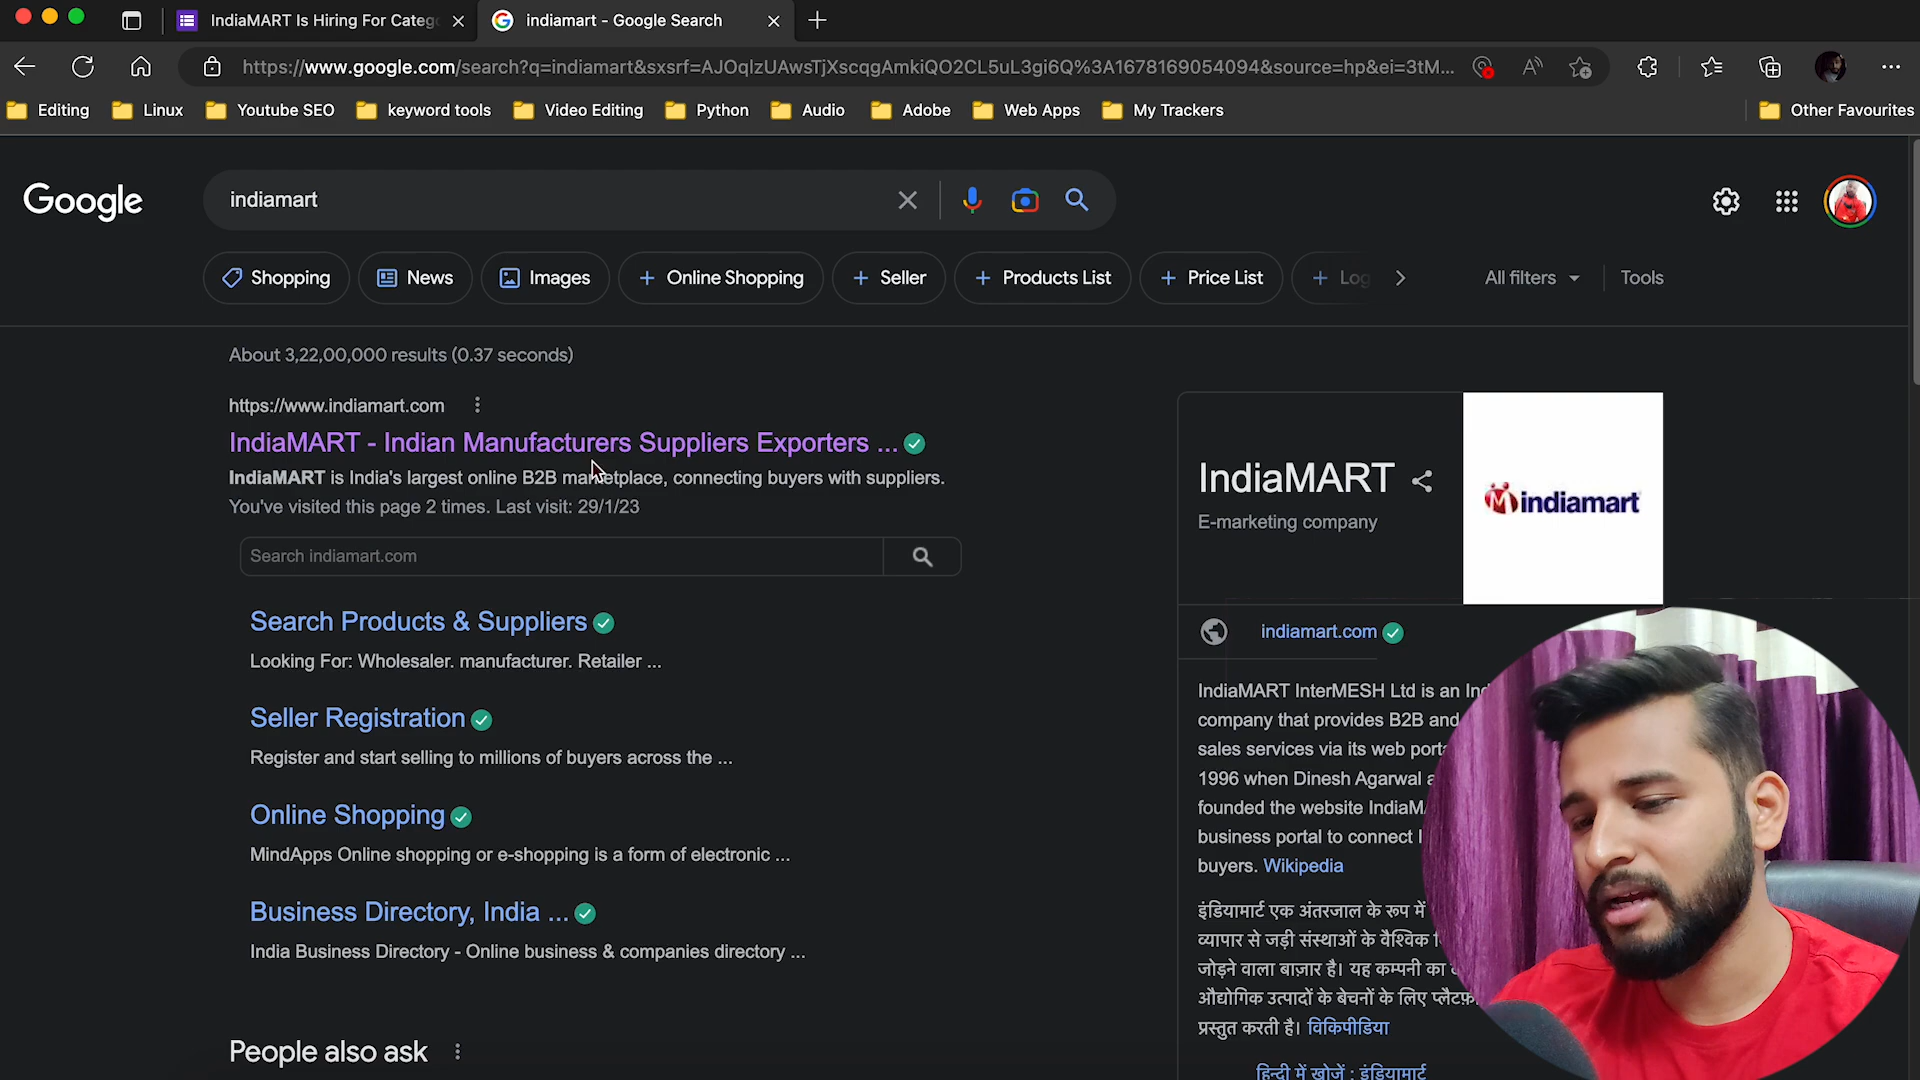 IndiaMART Is Hiring For Categ
indiamart - Google Search
https://www.google.com/search?q=indiamart&sxsrf=AJOqlzUAwsTjXscqgAmkiQO2CL5uL3gi6Q%3A1678169054094&source=hp&ei=3tM...
Editing
Linux
Youtube SEO
keyword tools
Video Editing
Python
Audio
Adobe
Web Apps
My Trackers
Other Favourites
Google
indiamart
Shopping
News
Images
Online Shopping
Seller
Products List
Price List
Log
All filters
Tools
About 3,22,00,000 results (0.37 seconds)
https://www.indiamart.com
IndiaMART - Indian Manufacturers Suppliers Exporters ...
IndiaMART is India's largest online B2B marketplace, connecting buyers with suppliers.
You've visited this page 2 times. Last visit: 29/1/23
Search indiamart.com
Search Products & Suppliers
Looking For: Wholesaler. manufacturer. Retailer ...
Seller Registration
Register and start selling to millions of buyers across the ...
Online Shopping
MindApps Online shopping or e-shopping is a form of electronic ...
Business Directory, India ...
India Business Directory - Online business & companies directory ...
People also ask
IndiaMART
E-marketing company
indiamart
indiamart.com
IndiaMART InterMESH Ltd is an
company that provides B2B and
sales services via its web
1996 when Dinesh Agarwal
founded the website
business portal to connect
buyers. Wikipedia
इंडियामार्ट एक अंतरजाल के रूप में
व्यापार से जड़ी संस्थाओं के वैश्विक
जोड़ने वाला बाज़ार है। यह कम्पनी का
औद्योगिक उत्पादों के बेचनों के लिए
प्रस्तुत करती है। विकिपीडिया
हिन्दी में खोजें : इंडियामार्ट